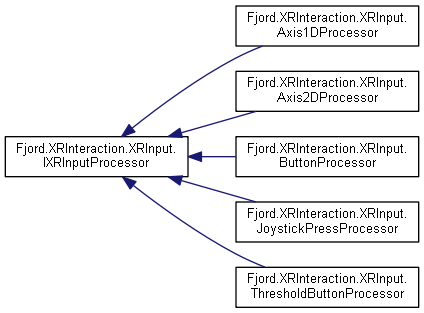 Fjord.XRInteraction.XRInput.
Axis1DProcessor
Fjord.XRInteraction.XRInput.
Axis2DProcessor
Fjord.XRInteraction.XRInput.
IXRInputProcessor
Fjord.XRInteraction.XRInput.
ButtonProcessor
Fjord.XRInteraction.XRInput.
JoystickPressProcessor
Fjord.XRInteraction.XRInput.
ThresholdButtonProcessor